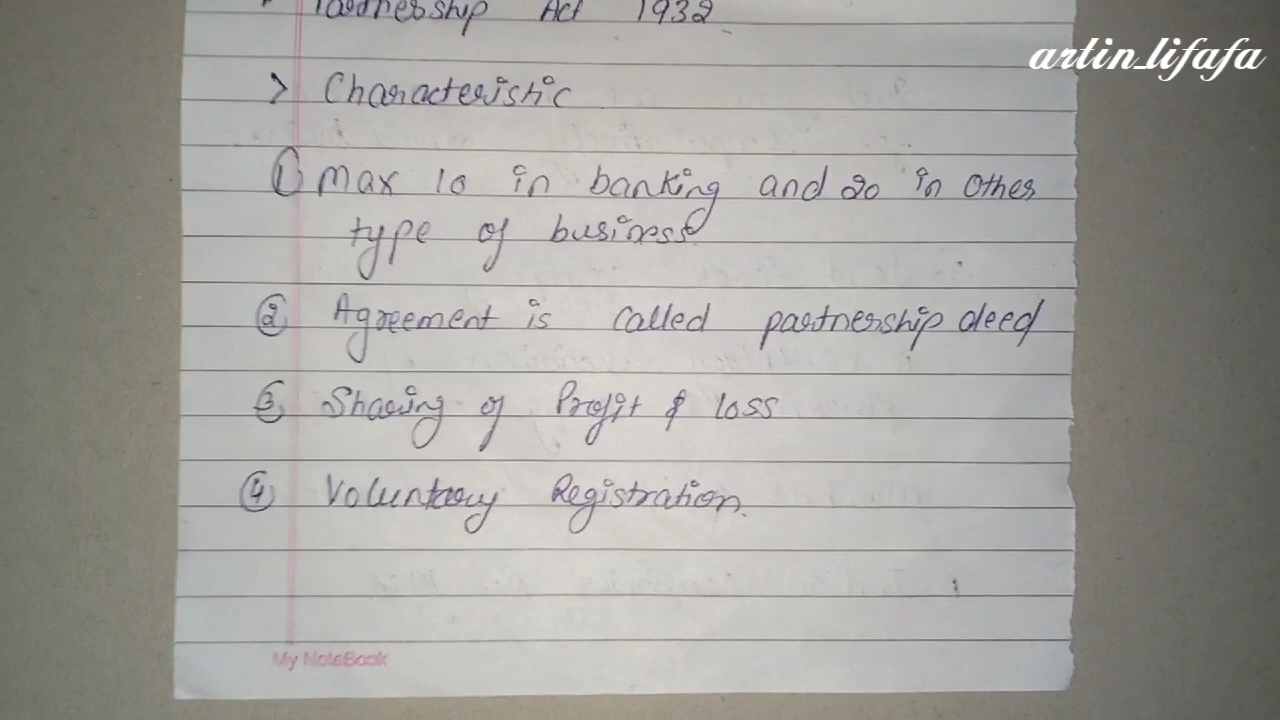 Partnership Act 1932
artin_lifafa
> Characteristic
① Max 10 in banking and 20 in Other
type of business
② Agreement is called partnership deed
③ Sharing of Profit & loss
④ Voluntary Registration.
My NoteBook